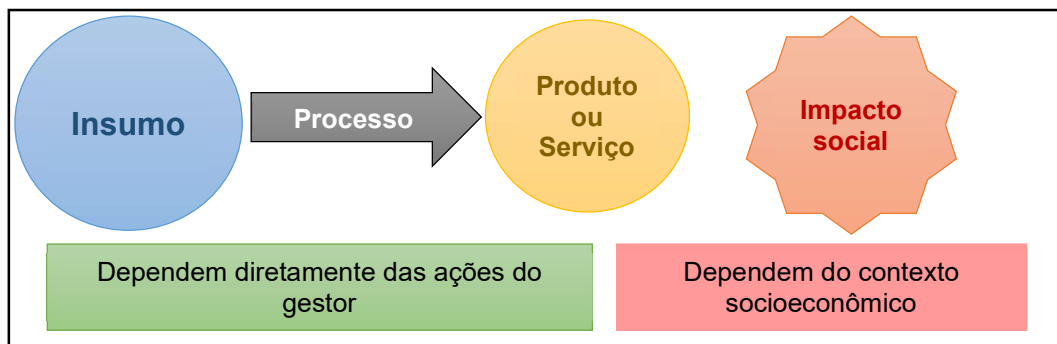 Insumo
Processo
Produto
ou
Serviço
Impacto
social
Dependem diretamente das ações do
gestor
Dependem do contexto
socioeconômico